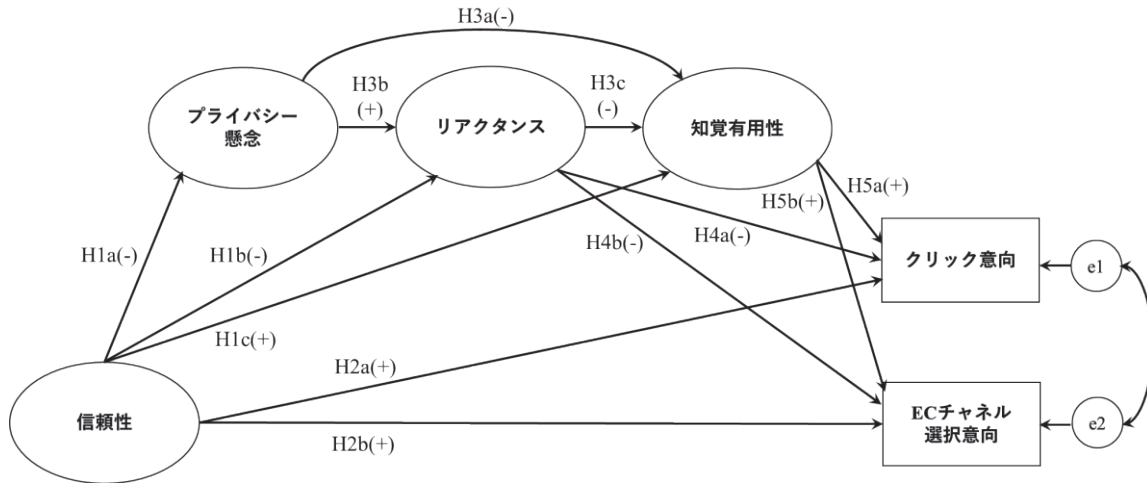 H3a(-)
プライバシー
懸念
H3b
(+)
リアクタンス
H3c
(-)
知覚有用性
H5a(+)
H5b(+)
H4a(-)
H4b(-)
H1a(-)
H1b(-)
クリック意向
e1
H1c(+)
H2a(+)
信頼性
H2b(+)
ECチャネル
選択意向
e2